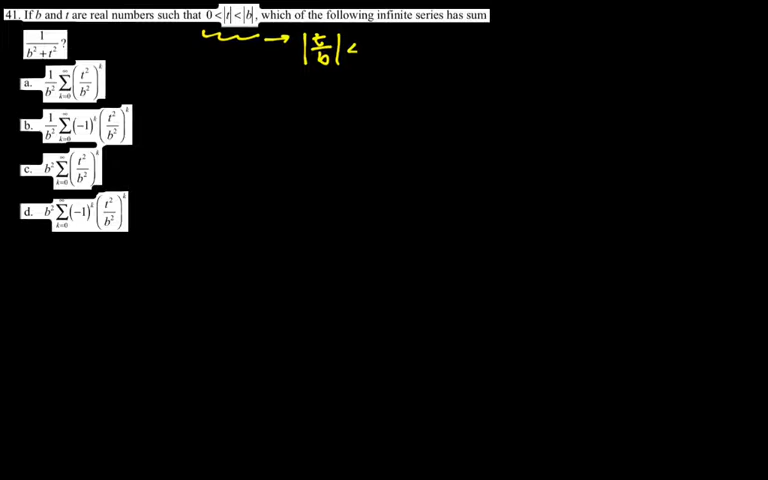 41. If b and t are real numbers such that 0 < |t| < |b|, which of the following infinite series has sum
1/(b² + t²)?
→ |t/b| <
a. 1/b² ∑_{k=0}^{∞} (t²/b²)^k
b. 1/b² ∑_{k=0}^{∞} (−1)^k (t²/b²)^k
c. b² ∑_{k=0}^{∞} (t²/b²)^k
d. b² ∑_{k=0}^{∞} (−1)^k (t²/b²)^k